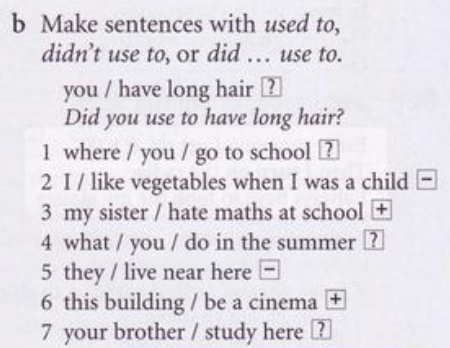 b Make sentences with used to,
didn't use to, or did ... use to.
you / have long hair ?
Did you use to have long hair?
1 where / you / go to school ?
2 I / like vegetables when I was a child −
3 my sister / hate maths at school +
4 what / you / do in the summer ?
5 they / live near here −
6 this building / be a cinema +
7 your brother / study here ?